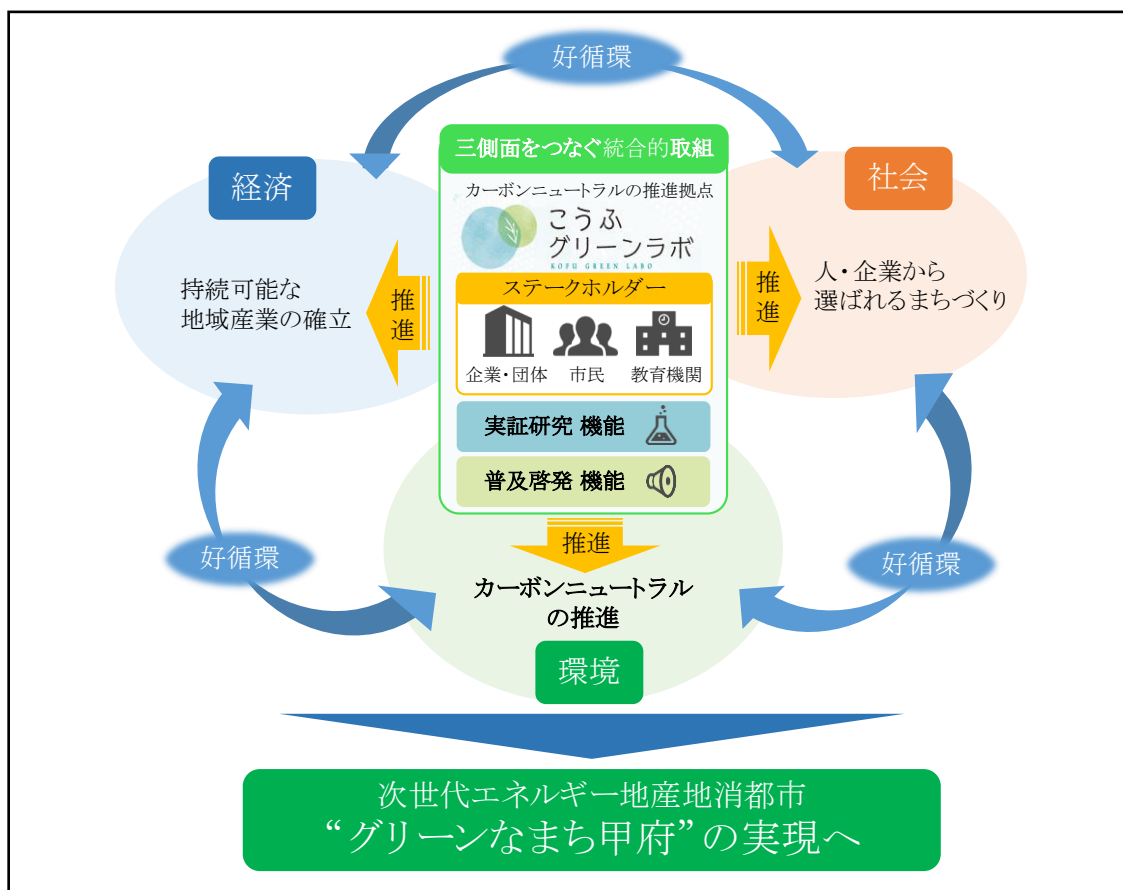 好循環
三側面をつなぐ統合的取組
経済
社会
カーボンニュートラルの推進拠点
こうふ
グリーンラボ
KOFU GREEN LABO
ステークホルダー
企業・団体
市民
教育機関
持続可能な
地域産業の確立
推進
推進
人・企業から
選ばれるまちづくり
実証研究 機能
普及啓発 機能
推進
好循環
好循環
カーボンニュートラル
の推進
環境
次世代エネルギー地産地消都市
“グリーンなまち甲府”の実現へ